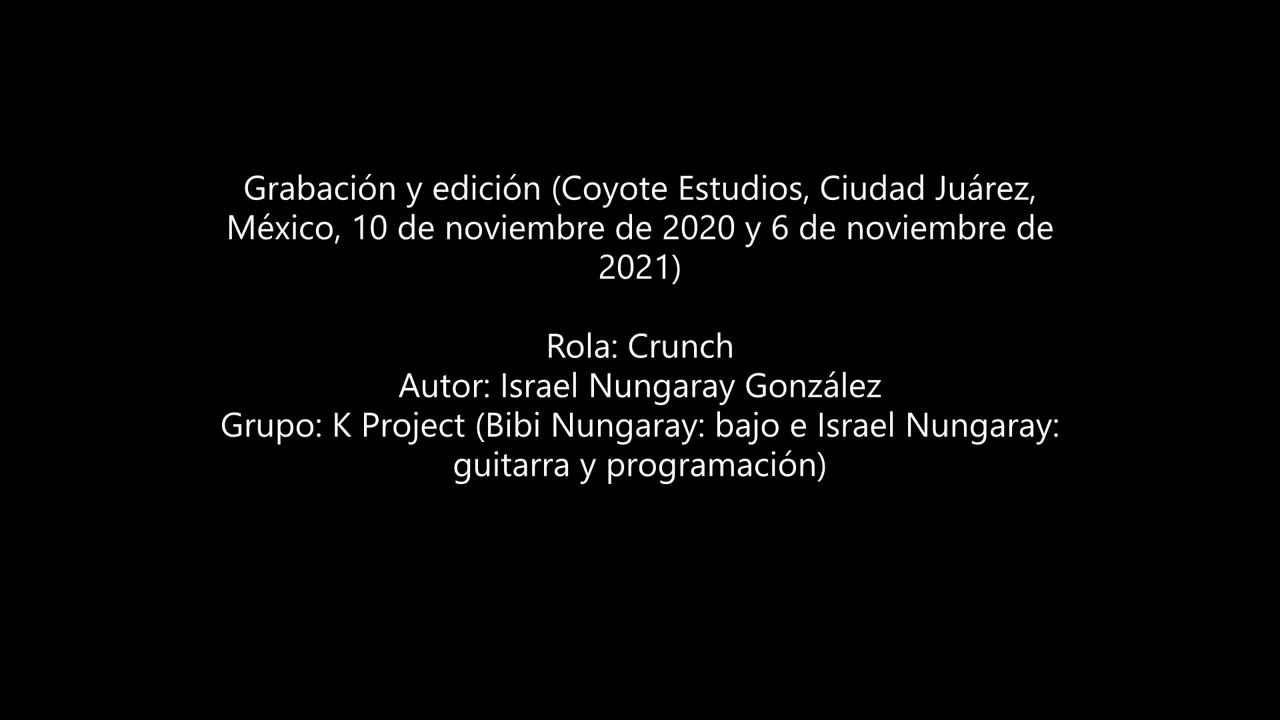 Grabación y edición (Coyote Estudios, Ciudad Juárez,
México, 10 de noviembre de 2020 y 6 de noviembre de
2021)
Rola: Crunch
Autor: Israel Nungaray González
Grupo: K Project (Bibi Nungaray: bajo e Israel Nungaray:
guitarra y programación)